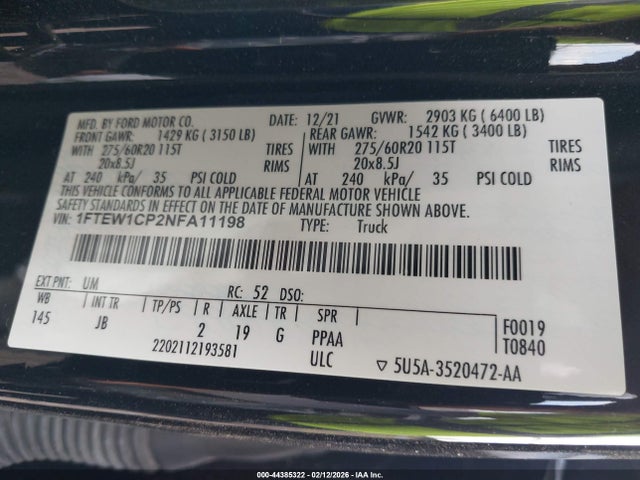 MFD. BY FORD MOTOR CO. DATE: 12/21 GVWR: 2903 KG ( 6400 LB)
FRONT GAWR: 1429 KG ( 3150 LB) REAR GAWR: 1542 KG ( 3400 LB)
WITH 275/60R20 115T TIRES WITH 275/60R20 115T TIRES
20x8.5J RIMS 20x8.5J RIMS
AT 240 kPa/ 35 PSI COLD AT 240 kPa/ 35 PSI COLD
THIS VEHICLE CONFORMS TO ALL APPLICABLE FEDERAL MOTOR VEHICLE
SAFETY STANDARDS IN EFFECT ON THE DATE OF MANUFACTURE SHOWN ABOVE.
VIN: 1FTEW1CP2NFA11198 TYPE: Truck
EXT PNT: UM RC: 52 DSO:
WB INT TR TP/PS R AXLE TR SPR
145 JB 2 19 G PPAA F0019
2202112193581 ULC T0840
▽ 5U5A-3520472-AA
000-44385322 - 02/12/2026 - IAA Inc.